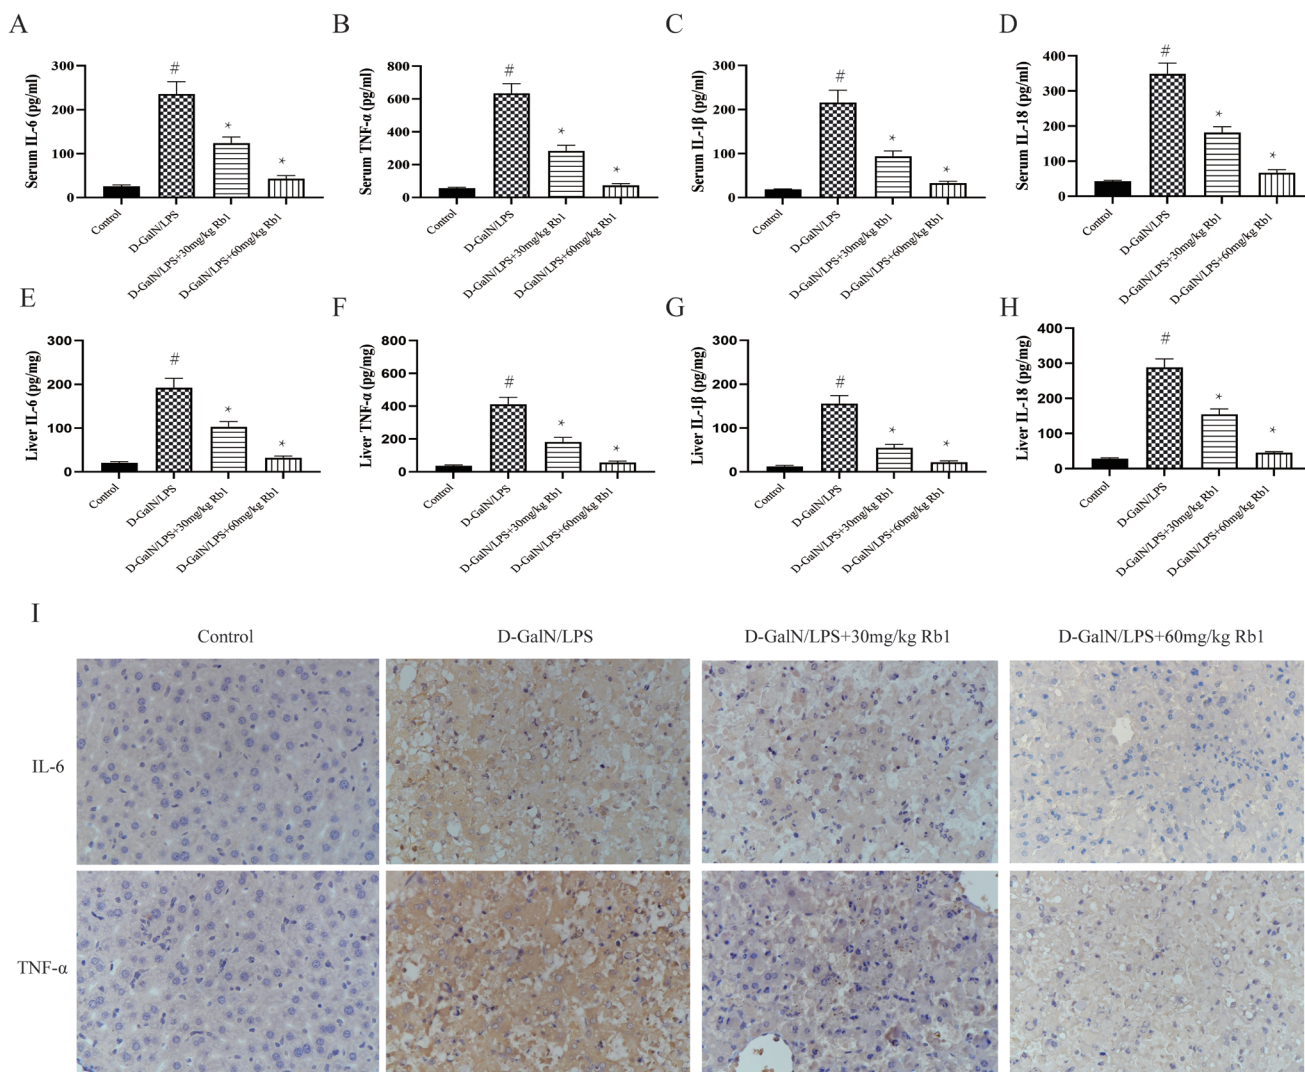 A
B
C
D
Serum IL-6 (pg/ml)
300
200
100
0
#
*
*
Control
D-GalN/LPS
D-GalN/LPS+30mg/kg Rb1
D-GalN/LPS+60mg/kg Rb1
Serum TNF-α (pg/ml)
800
600
400
200
0
#
*
*
Control
D-GalN/LPS
D-GalN/LPS+30mg/kg Rb1
D-GalN/LPS+60mg/kg Rb1
Serum IL-1β (pg/ml)
300
200
100
0
#
*
*
Control
D-GalN/LPS
D-GalN/LPS+30mg/kg Rb1
D-GalN/LPS+60mg/kg Rb1
Serum IL-18 (pg/ml)
400
300
200
100
0
#
*
*
Control
D-GalN/LPS
D-GalN/LPS+30mg/kg Rb1
D-GalN/LPS+60mg/kg Rb1
E
F
G
H
Liver IL-6 (pg/mg)
300
200
100
0
#
*
*
Control
D-GalN/LPS
D-GalN/LPS+30mg/kg Rb1
D-GalN/LPS+60mg/kg Rb1
Liver TNF-α (pg/mg)
800
600
400
200
0
#
*
*
Control
D-GalN/LPS
D-GalN/LPS+30mg/kg Rb1
D-GalN/LPS+60mg/kg Rb1
Liver IL-1β (pg/mg)
300
200
100
0
#
*
*
Control
D-GalN/LPS
D-GalN/LPS+30mg/kg Rb1
D-GalN/LPS+60mg/kg Rb1
Liver IL-18 (pg/mg)
400
300
200
100
0
#
*
*
Control
D-GalN/LPS
D-GalN/LPS+30mg/kg Rb1
D-GalN/LPS+60mg/kg Rb1
I
Control
D-GalN/LPS
D-GalN/LPS+30mg/kg Rb1
D-GalN/LPS+60mg/kg Rb1
IL-6
TNF-α